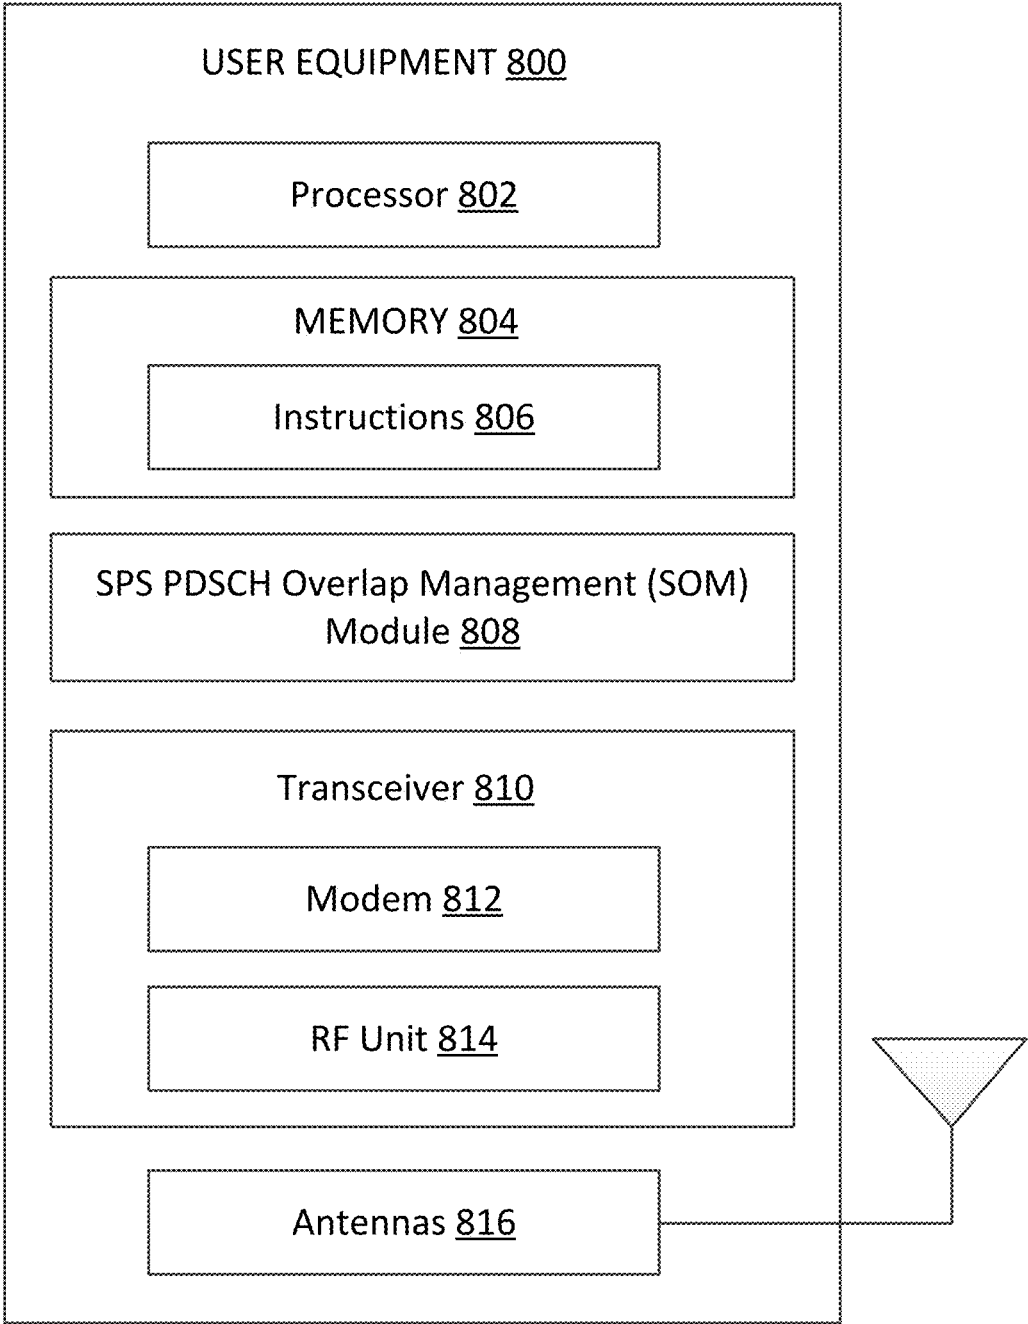 USER EQUIPMENT 800
Processor 802
MEMORY 804
Instructions 806
SPS PDSCH Overlap Management (SOM)
Module 808
Transceiver 810
Modem 812
RF Unit 814
Antennas 816